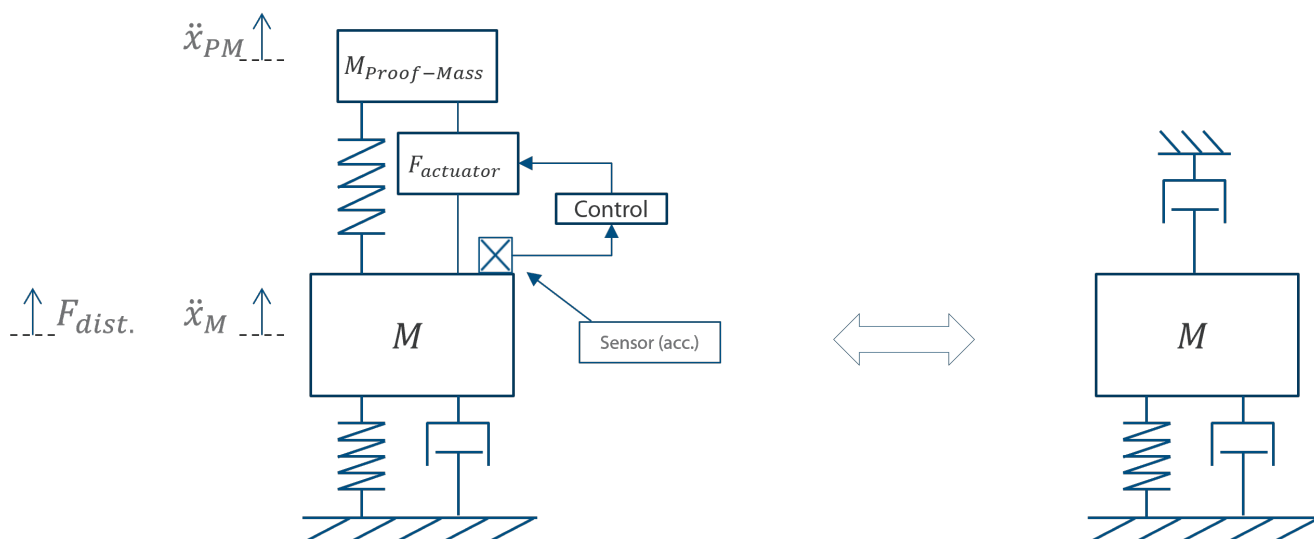 ẍ_PM
M_Proof−Mass
F_actuator
Control
F_dist.
ẍ_M
M
Sensor (acc.)
M